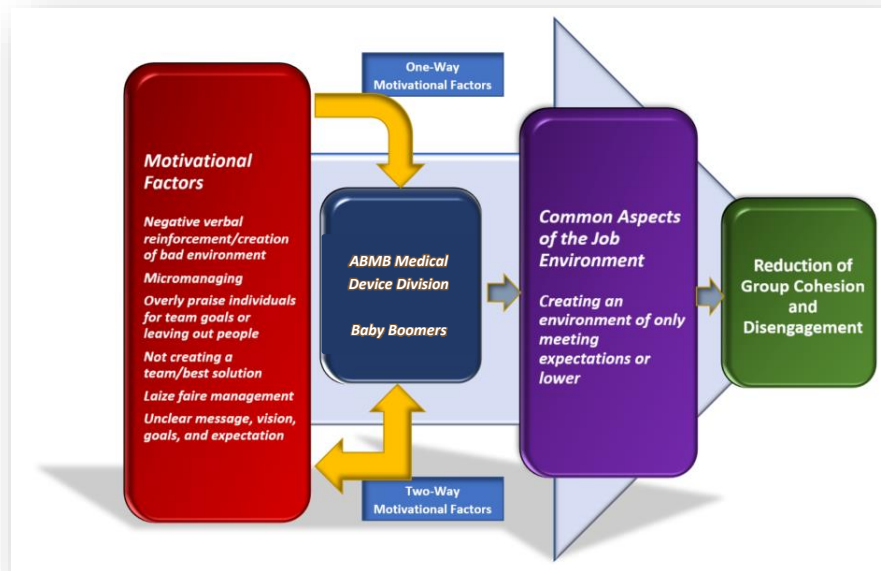 One-Way
Motivational Factors
Motivational
Factors
Negative verbal
reinforcement/creation
of bad environment
Micromanaging
Overly praise individuals
for team goals or
leaving out people
Not creating a
team/best solution
Laize faire management
Unclear message, vision,
goals, and expectation
ABMB Medical
Device Division
Baby Boomers
Two-Way
Motivational Factors
Common Aspects
of the Job
Environment
Creating an
environment of only
meeting
expectations or
lower
Reduction of
Group Cohesion
and
Disengagement